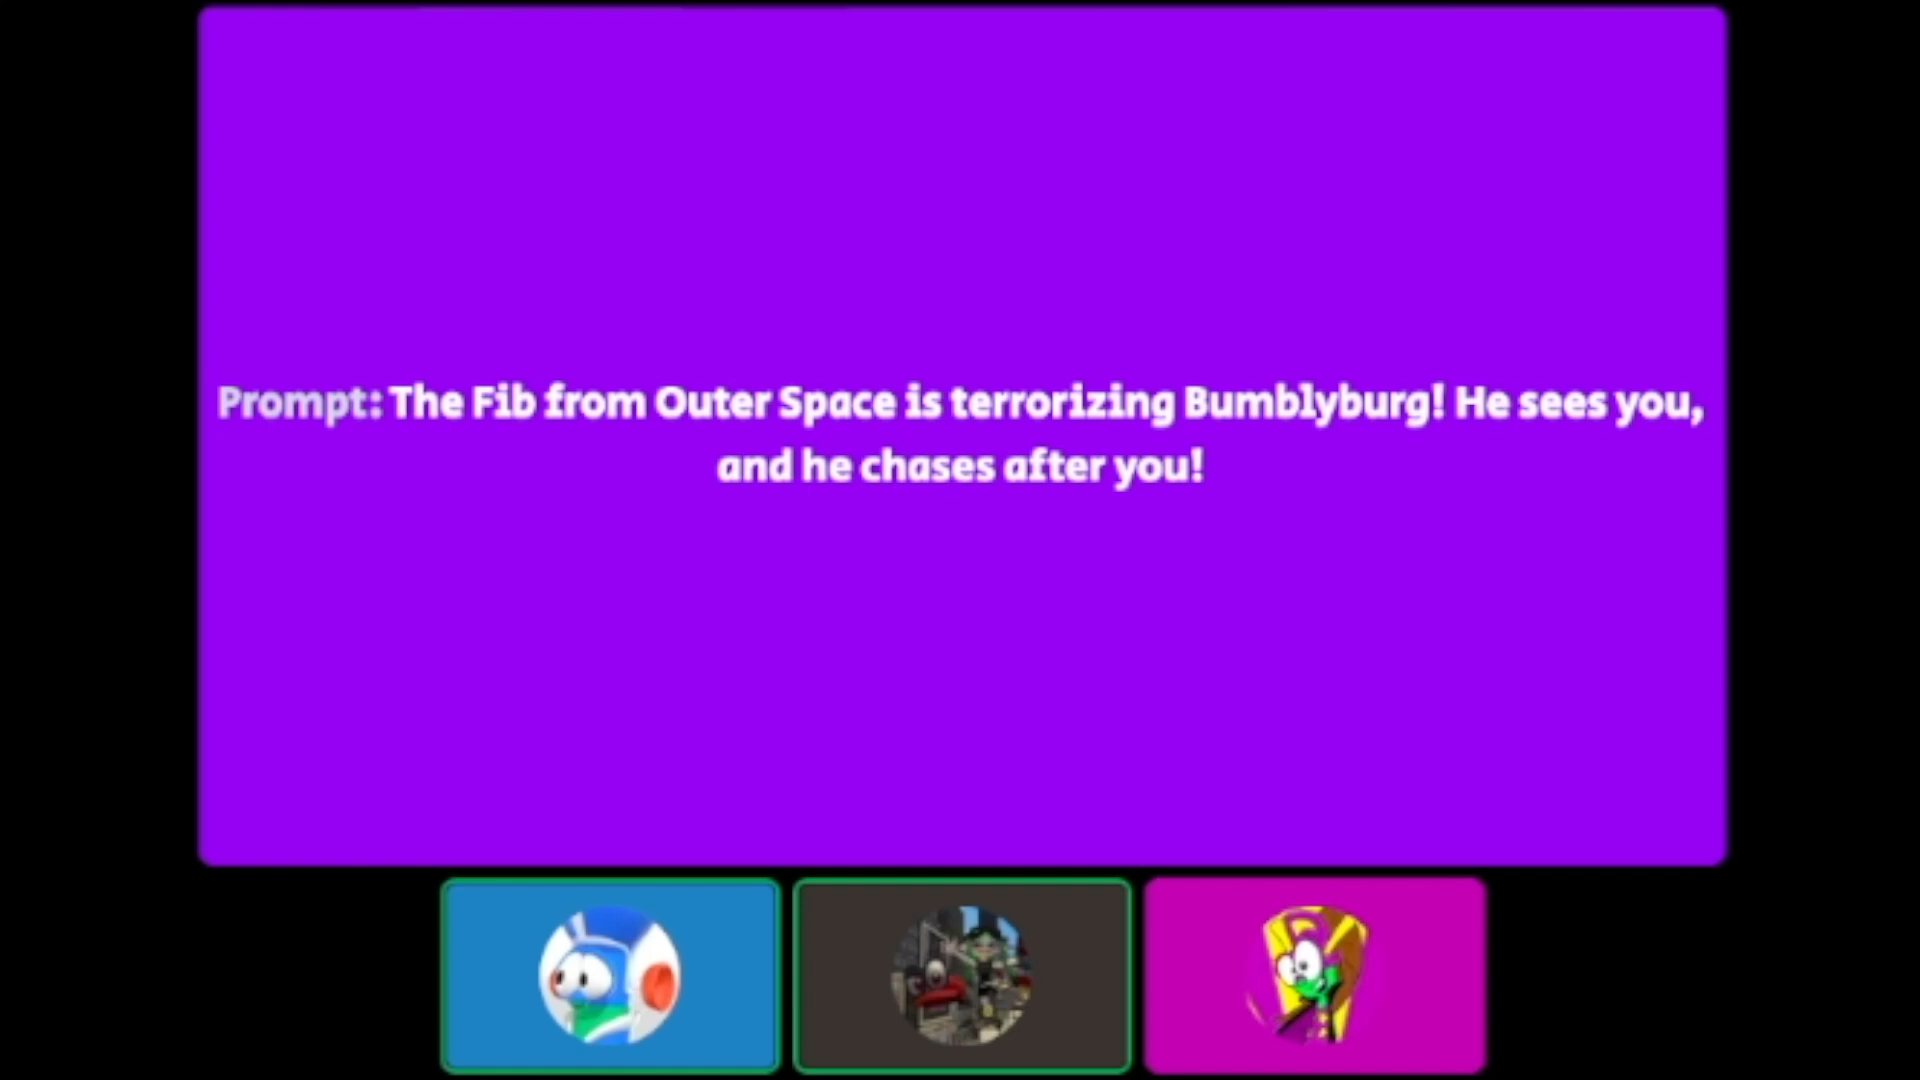 Prompt: The Fib from Outer Space is terrorizing Bumblyburg! He sees you,
and he chases after you!